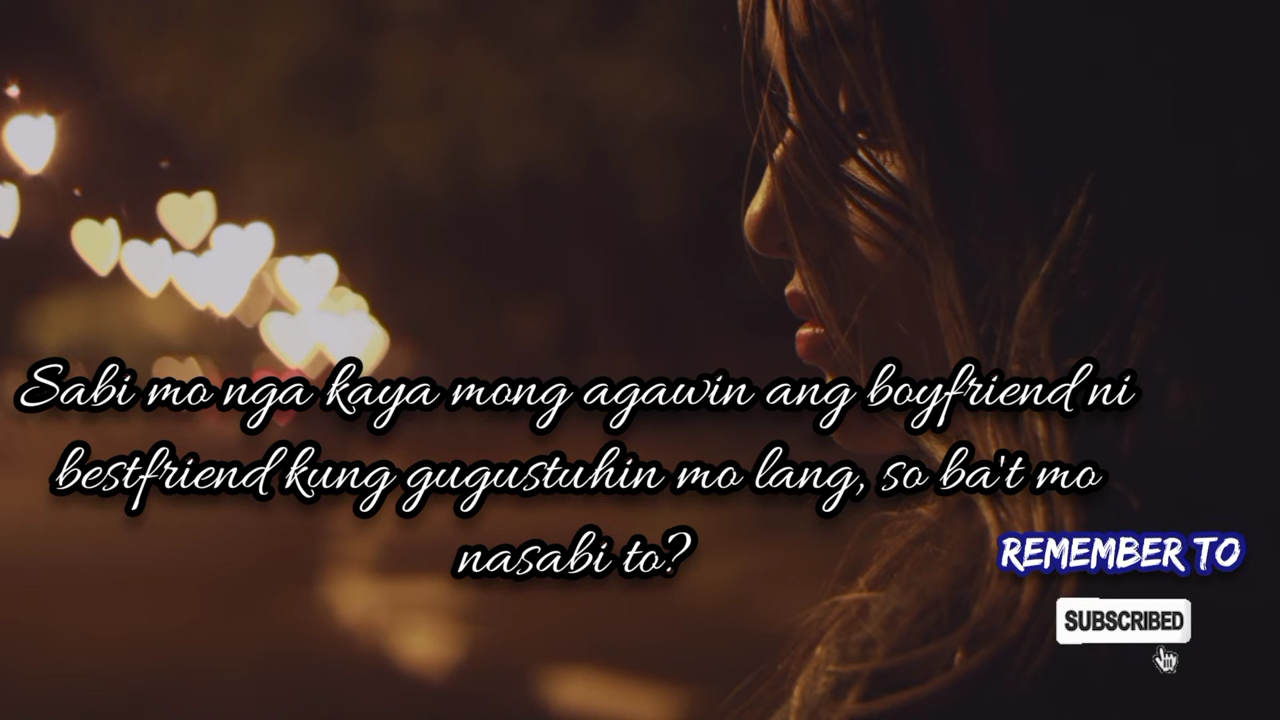 Sabi mo nga kaya mong agawin ang boyfriend ni
bestfriend kung gugustuhin mo lang, so ba't mo
nasabi to?
REMEMBER TO
SUBSCRIBED